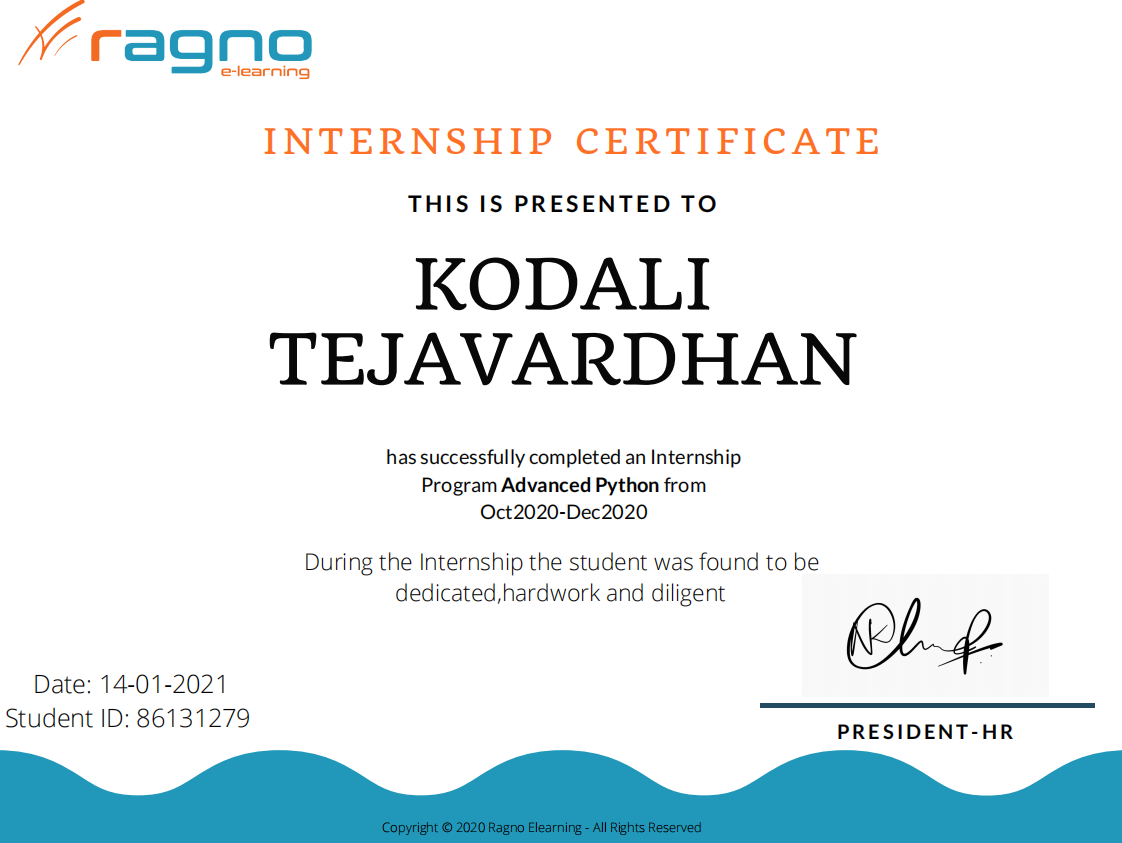 ragno
e-learning
INTERNSHIP CERTIFICATE
THIS IS PRESENTED TO
KODALI
TEJAVARDHAN
has successfully completed an Internship
Program Advanced Python from
Oct2020-Dec2020
During the Internship the student was found to be
dedicated,hardwork and diligent
Date: 14-01-2021
Student ID: 86131279
PRESIDENT-HR
Copyright © 2020 Ragno Elearning - All Rights Reserved